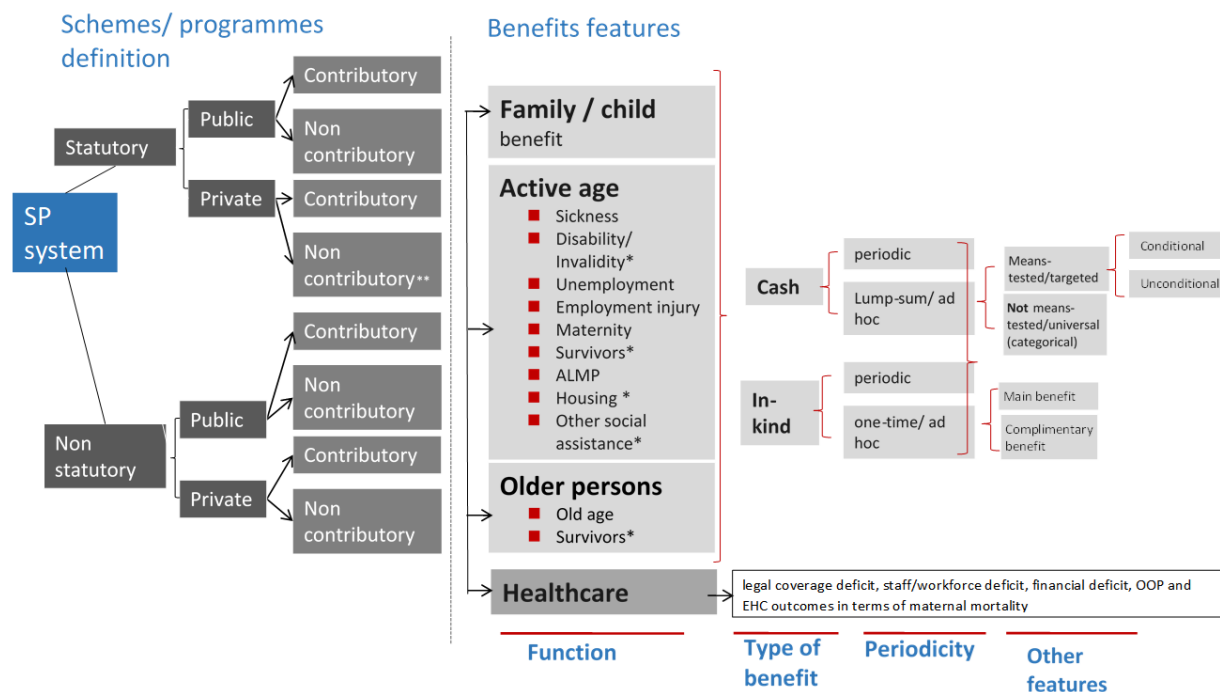 Schemes/ programmes
definition
Benefits features
SP
system
Statutory
Non
statutory
Public
Private
Public
Private
Contributory
Non
contributory
Contributory
Non
contributory**
Contributory
Non
contributory
Contributory
Non
contributory
Family / child
benefit
Active age
Sickness
Disability/
Invalidity*
Unemployment
Employment injury
Maternity
Survivors*
ALMP
Housing *
Other social
assistance*
Older persons
Old age
Survivors*
Healthcare
Cash
In-
kind
periodic
Lump-sum/ ad
hoc
periodic
one-time/ ad
hoc
Means-
tested/targeted
Not means-
tested/universal
(categorical)
Conditional
Unconditional
Main benefit
Complimentary
benefit
legal coverage deficit, staff/workforce deficit, financial deficit, OOP and
EHC outcomes in terms of maternal mortality
Function
Type of
benefit
Periodicity
Other
features